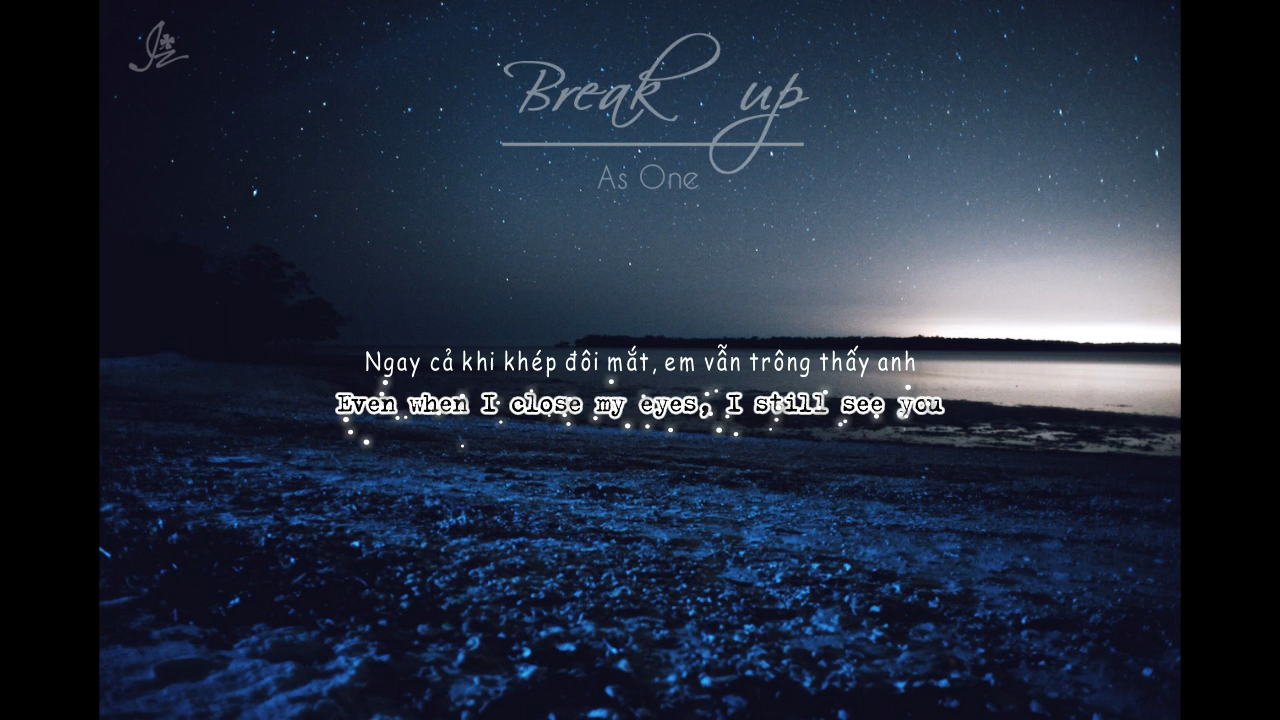 Jz
Break up
As One
Ngay cả khi khép đôi mắt, em vẫn trông thấy anh
Even when I close my eyes, I still see you